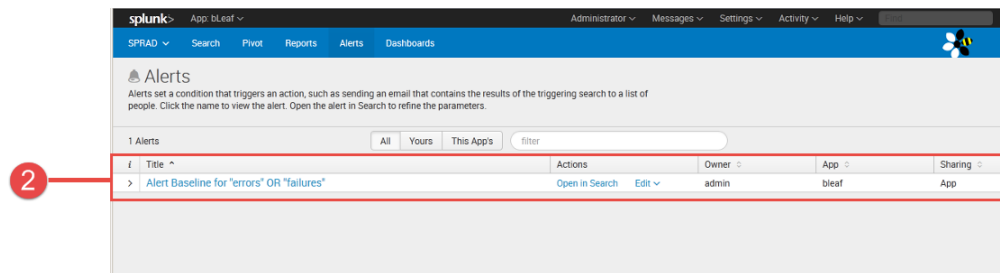 splunk> App: bLeaf Administrator Messages Settings Activity Help Find
SPRAD Search Pivot Reports Alerts Dashboards
Alerts
Alerts set a condition that triggers an action, such as sending an email that contains the results of the triggering search to a list of
people. Click the name to view the alert. Open the alert in Search to refine the parameters.
1 Alerts All Yours This App's filter
i Title Actions Owner App Sharing
2
> Alert Baseline for "errors" OR "failures" Open in Search Edit admin bleaf App